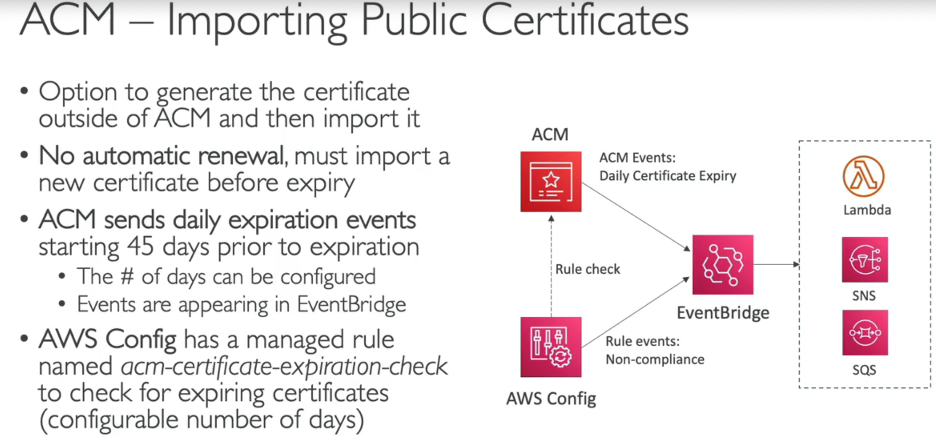 ACM – Importing Public Certificates
• Option to generate the certificate
outside of ACM and then import it
• No automatic renewal, must import a
new certificate before expiry
• ACM sends daily expiration events
starting 45 days prior to expiration
• The # of days can be configured
• Events are appearing in EventBridge
• AWS Config has a managed rule
named acm-certificate-expiration-check
to check for expiring certificates
(configurable number of days)
ACM
ACM Events:
Daily Certificate Expiry
Rule check
AWS Config
Rule events:
Non-compliance
EventBridge
Lambda
SNS
SQS